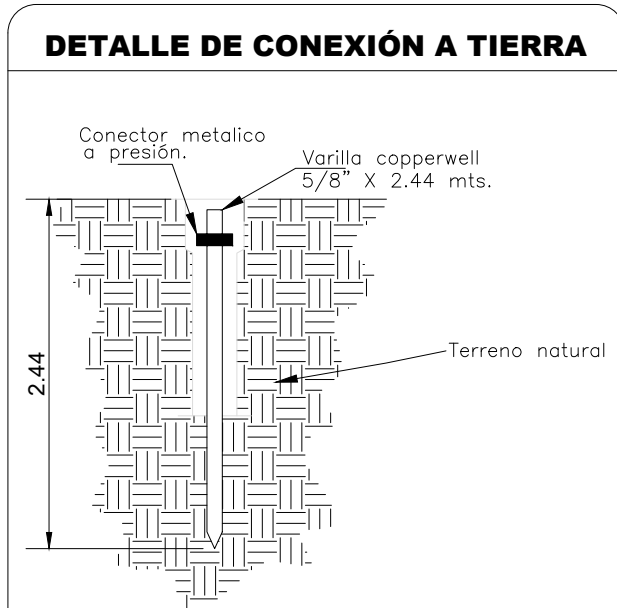 DETALLE DE CONEXIÓN A TIERRA
Conector metalico
a presión.
Varilla copperwell
5/8" X 2.44 mts.
2.44
Terreno natural